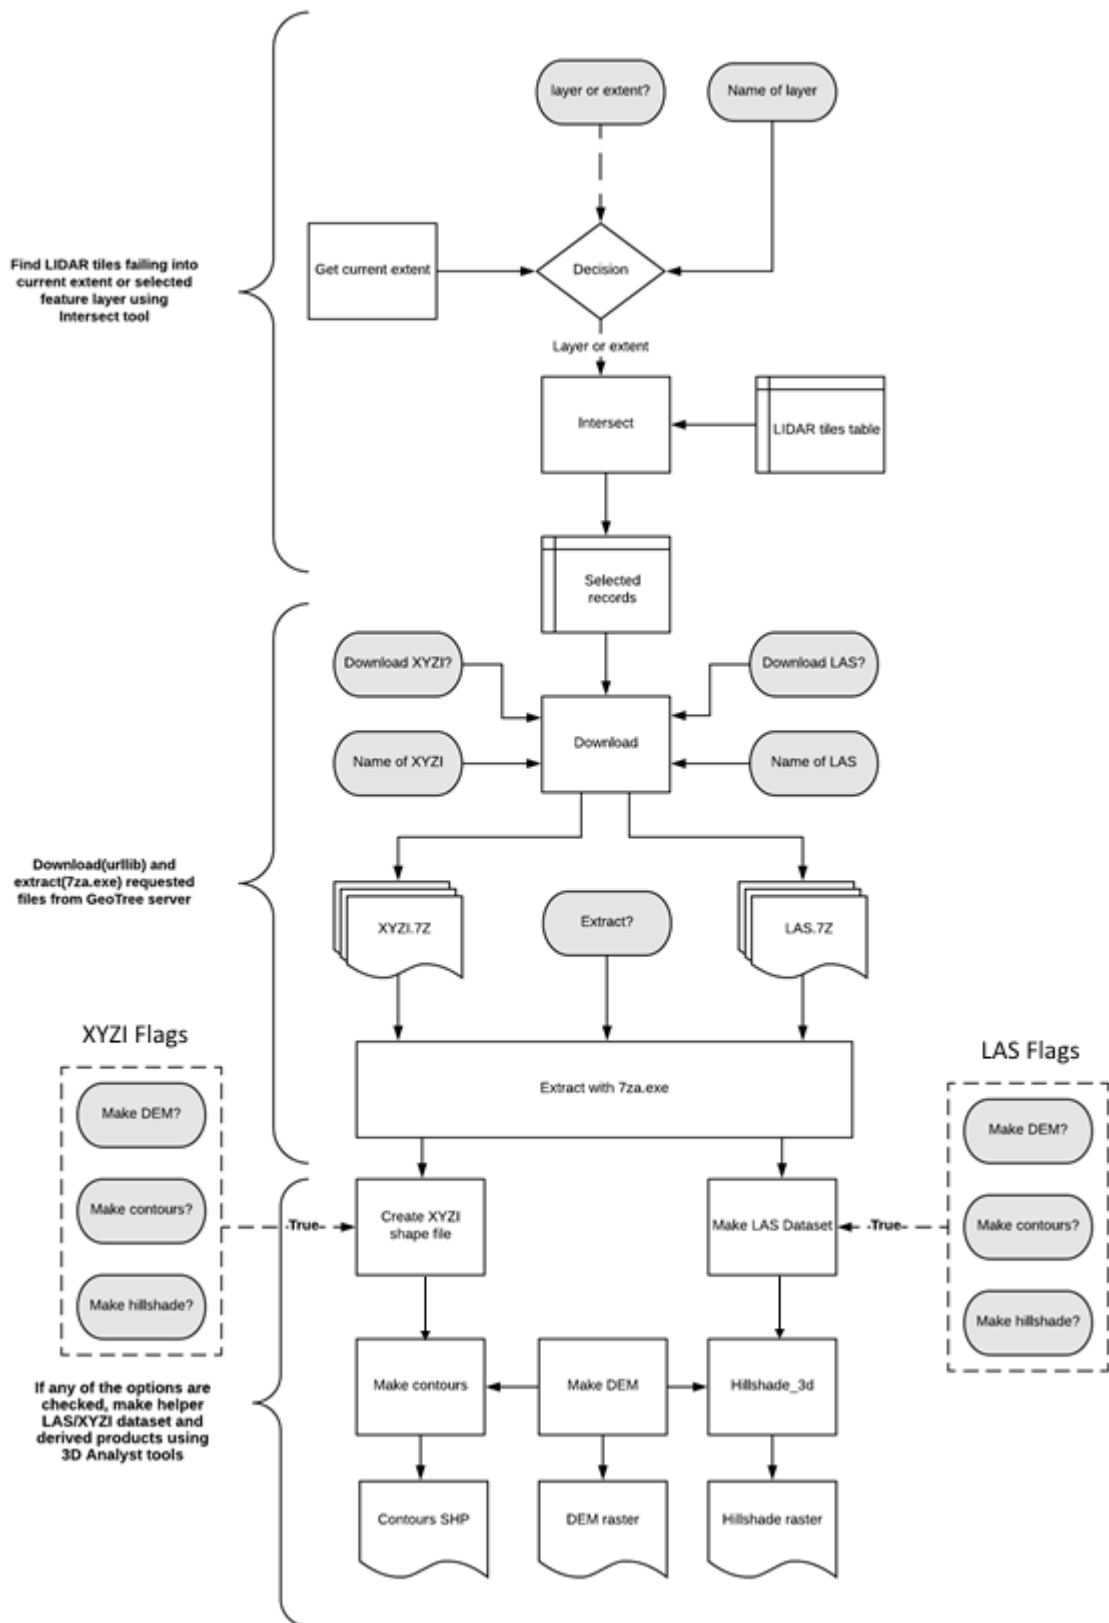 layer or extent?
Name of layer
Find LIDAR tiles failing into
current extent or selected
feature layer using
Intersect tool
Get current extent
Decision
Layer or extent
Intersect
LIDAR tiles table
Selected
records
Download XYZI?
Download LAS?
Download
Name of XYZI
Name of LAS
Download(urllib) and
extract(7za.exe) requested
files from GeoTree server
XYZI.7Z
Extract?
LAS.7Z
XYZI Flags
LAS Flags
Extract with 7za.exe
Make DEM?
Make contours?
Make hillshade?
Make DEM?
Make contours?
Make hillshade?
True
Create XYZI
shape file
Make LAS Dataset
True
If any of the options are
checked, make helper
LAS/XYZI dataset and
derived products using
3D Analyst tools
Make contours
Make DEM
Hillshade_3d
Contours SHP
DEM raster
Hillshade raster